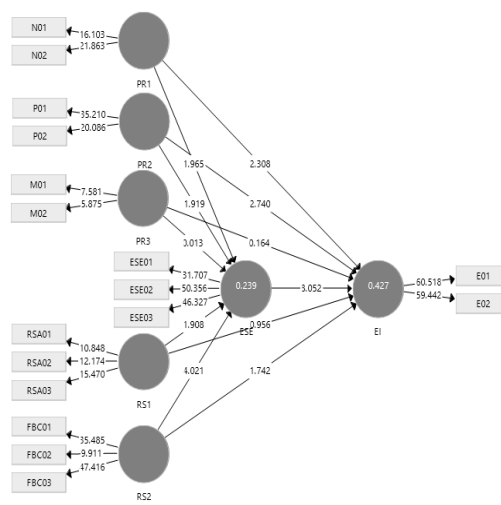 N01
16.103
N02
21.863
PR1
P01
35.210
P02
20.086
PR2
1.965
2.308
M01
7.581
M02
5.875
PR3
1.919
2.740
3.013
0.164
ESE01
31.707
ESE02
50.356
ESE03
46.327
0.239
ESE
3.052
0.427
EI
60.518
E01
59.442
E02
RSA01
10.848
RSA02
12.174
RSA03
15.470
RS1
1.908
0.956
4.021
1.742
FBC01
35.485
FBC02
9.911
FBC03
47.416
RS2